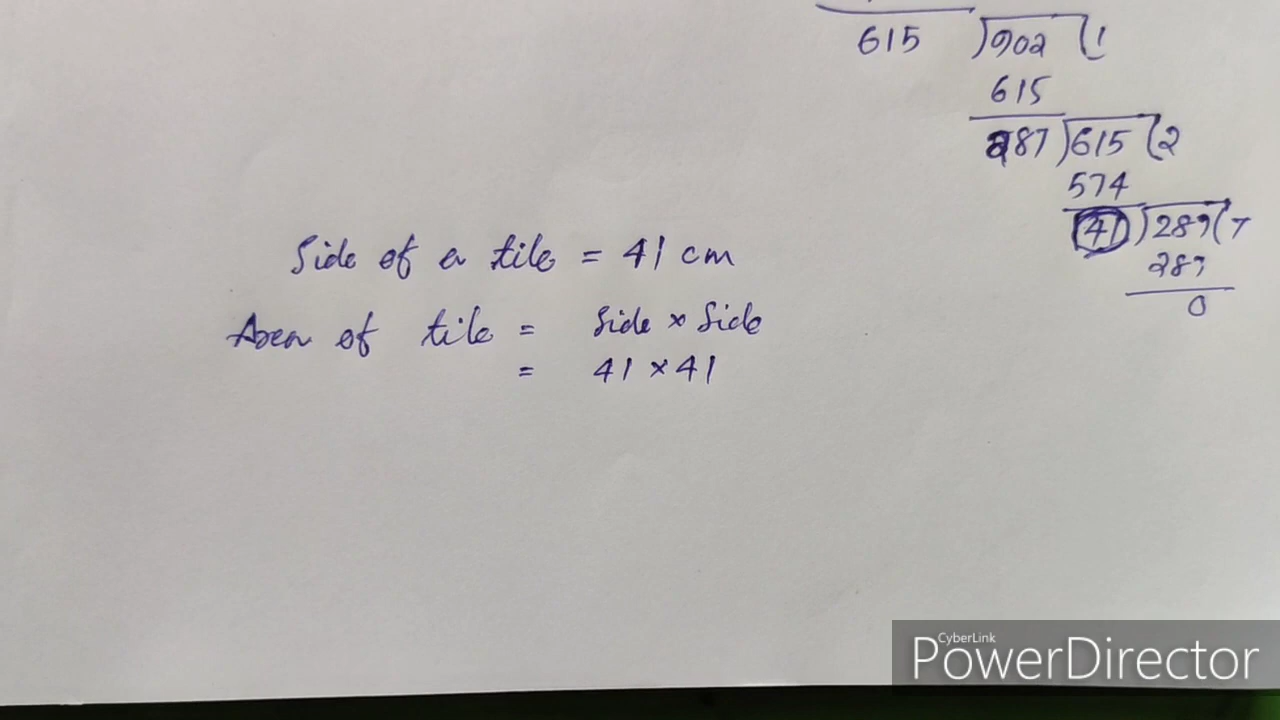 615 )902 (1
615
287 )615 (2
574
41 )287(7
287
0
Side of a tile = 41 cm
Area of tile = Side × Side
= 41 × 41
CyberLink
PowerDirector